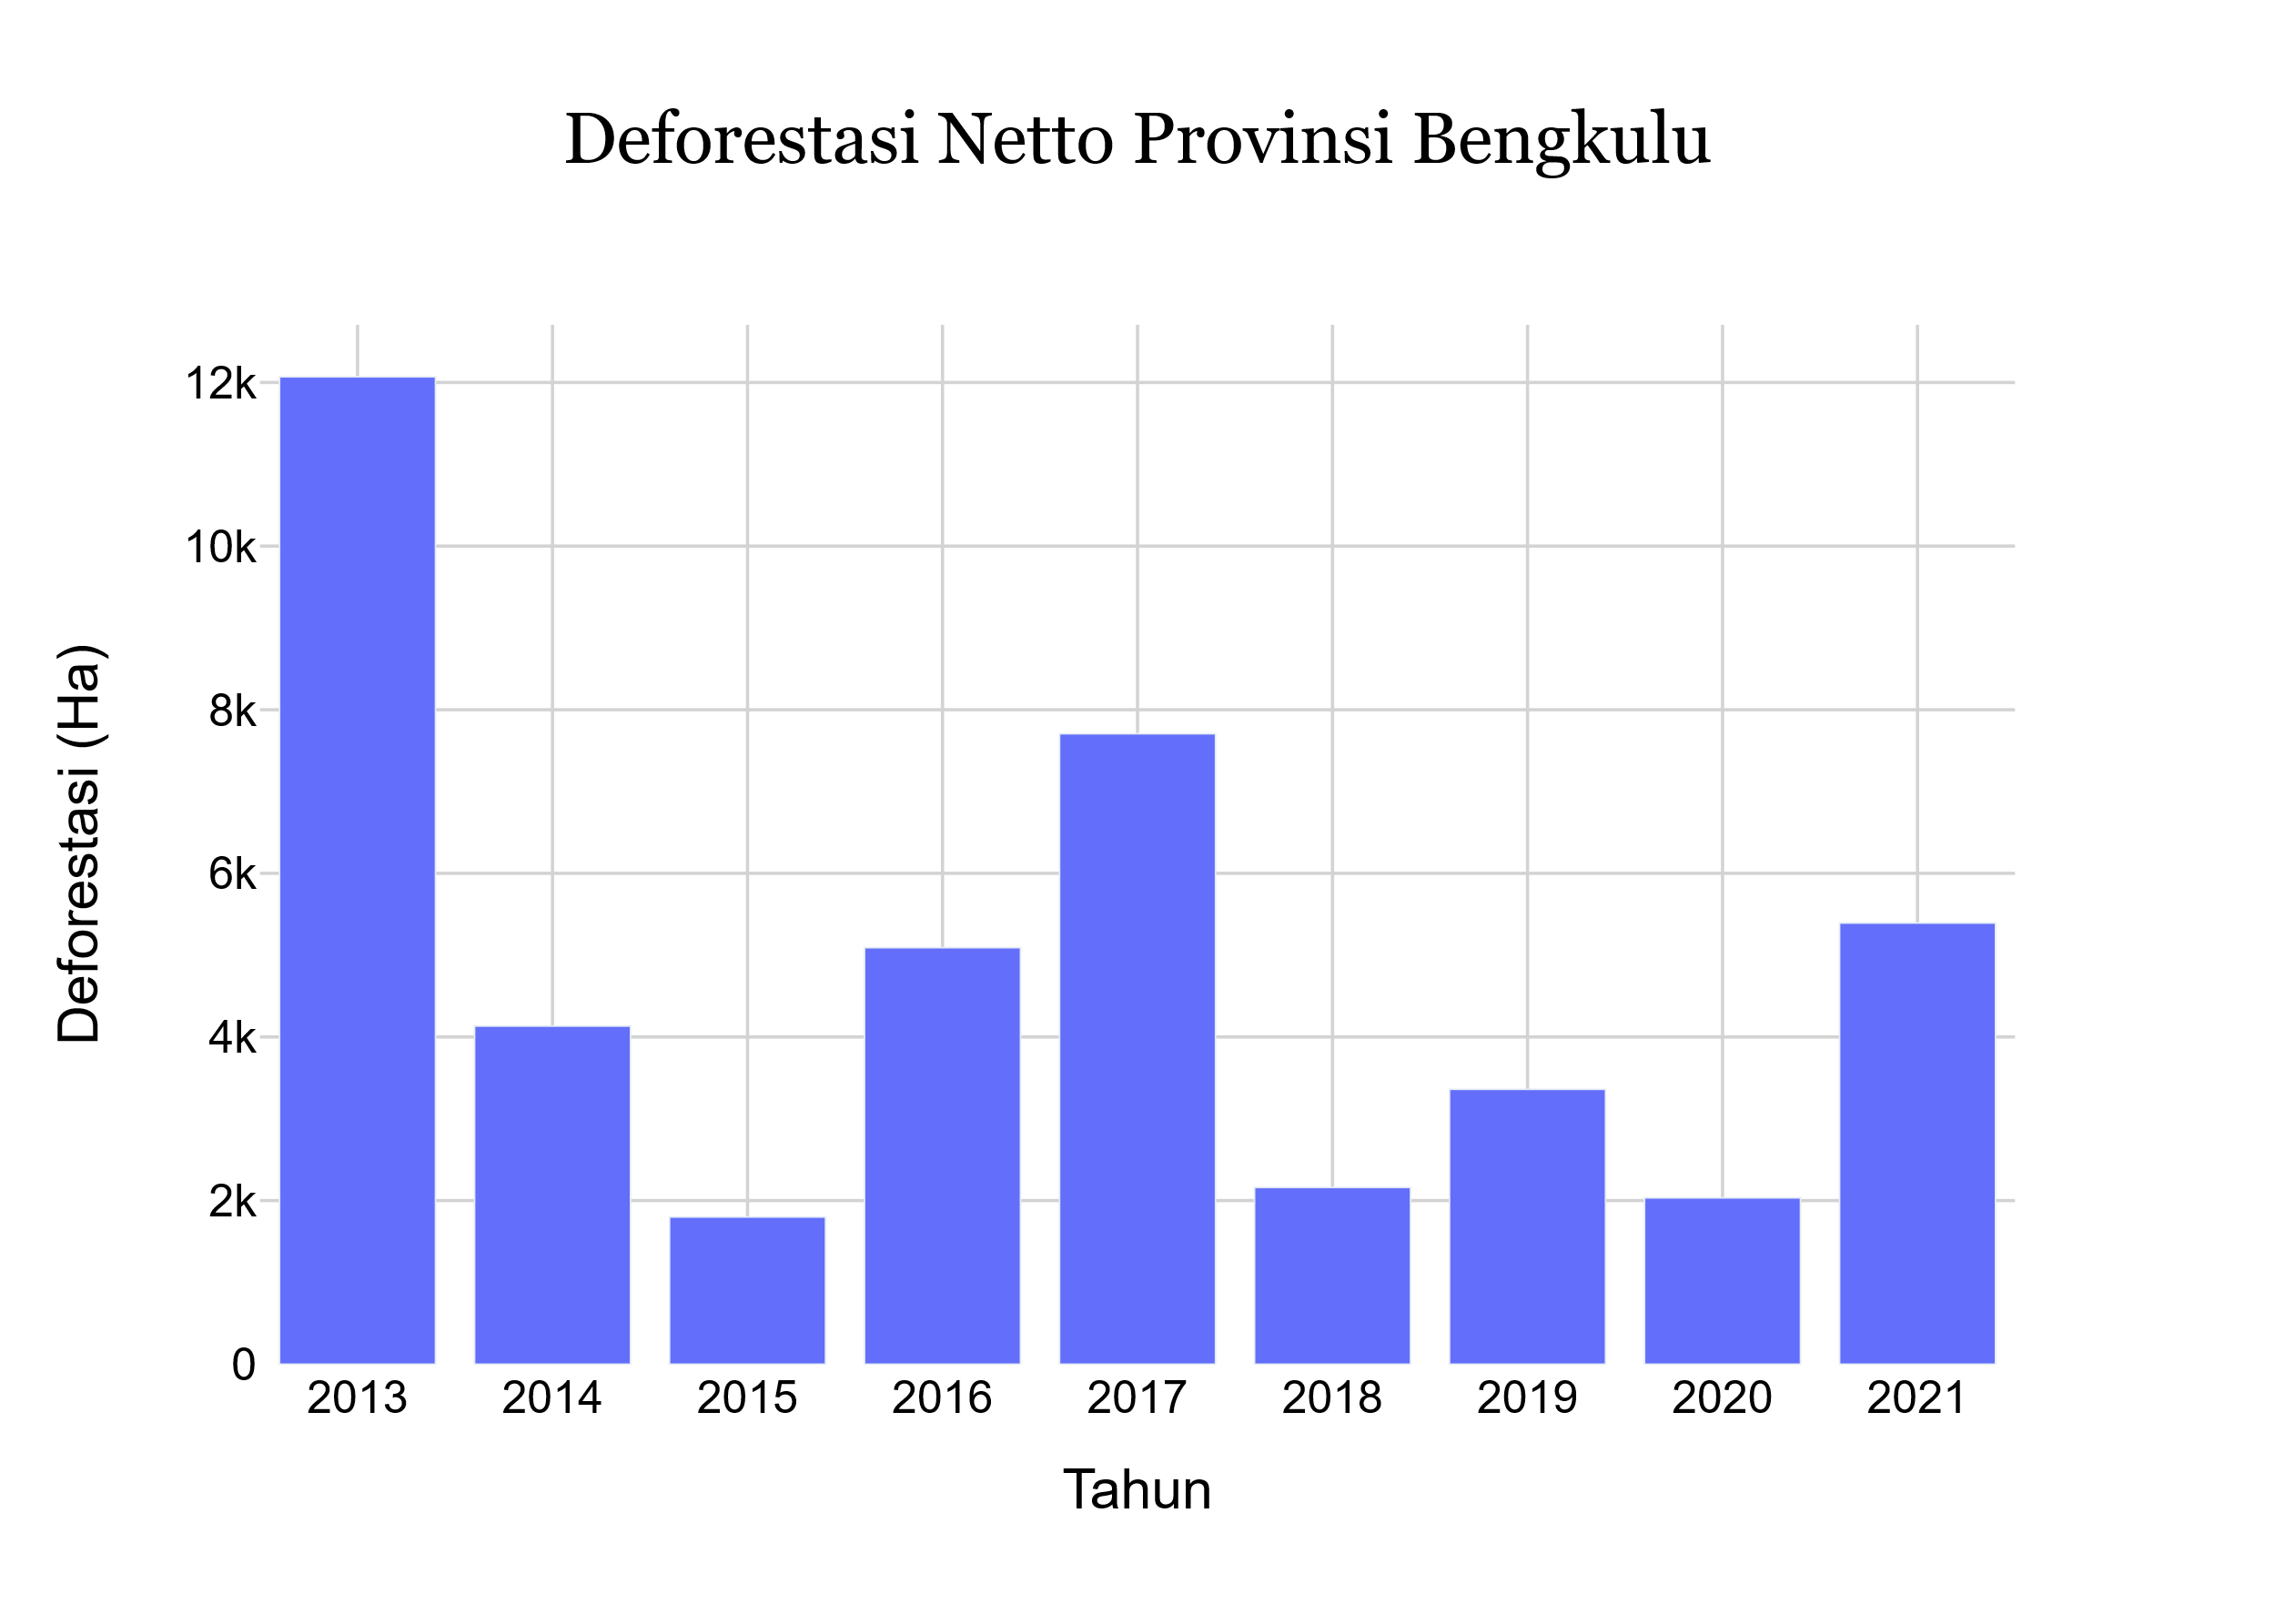 Deforestasi Netto Provinsi Bengkulu
Deforestasi (Ha)
12k
10k
8k
6k
4k
2k
0
2013 2014 2015 2016 2017 2018 2019 2020 2021
Tahun